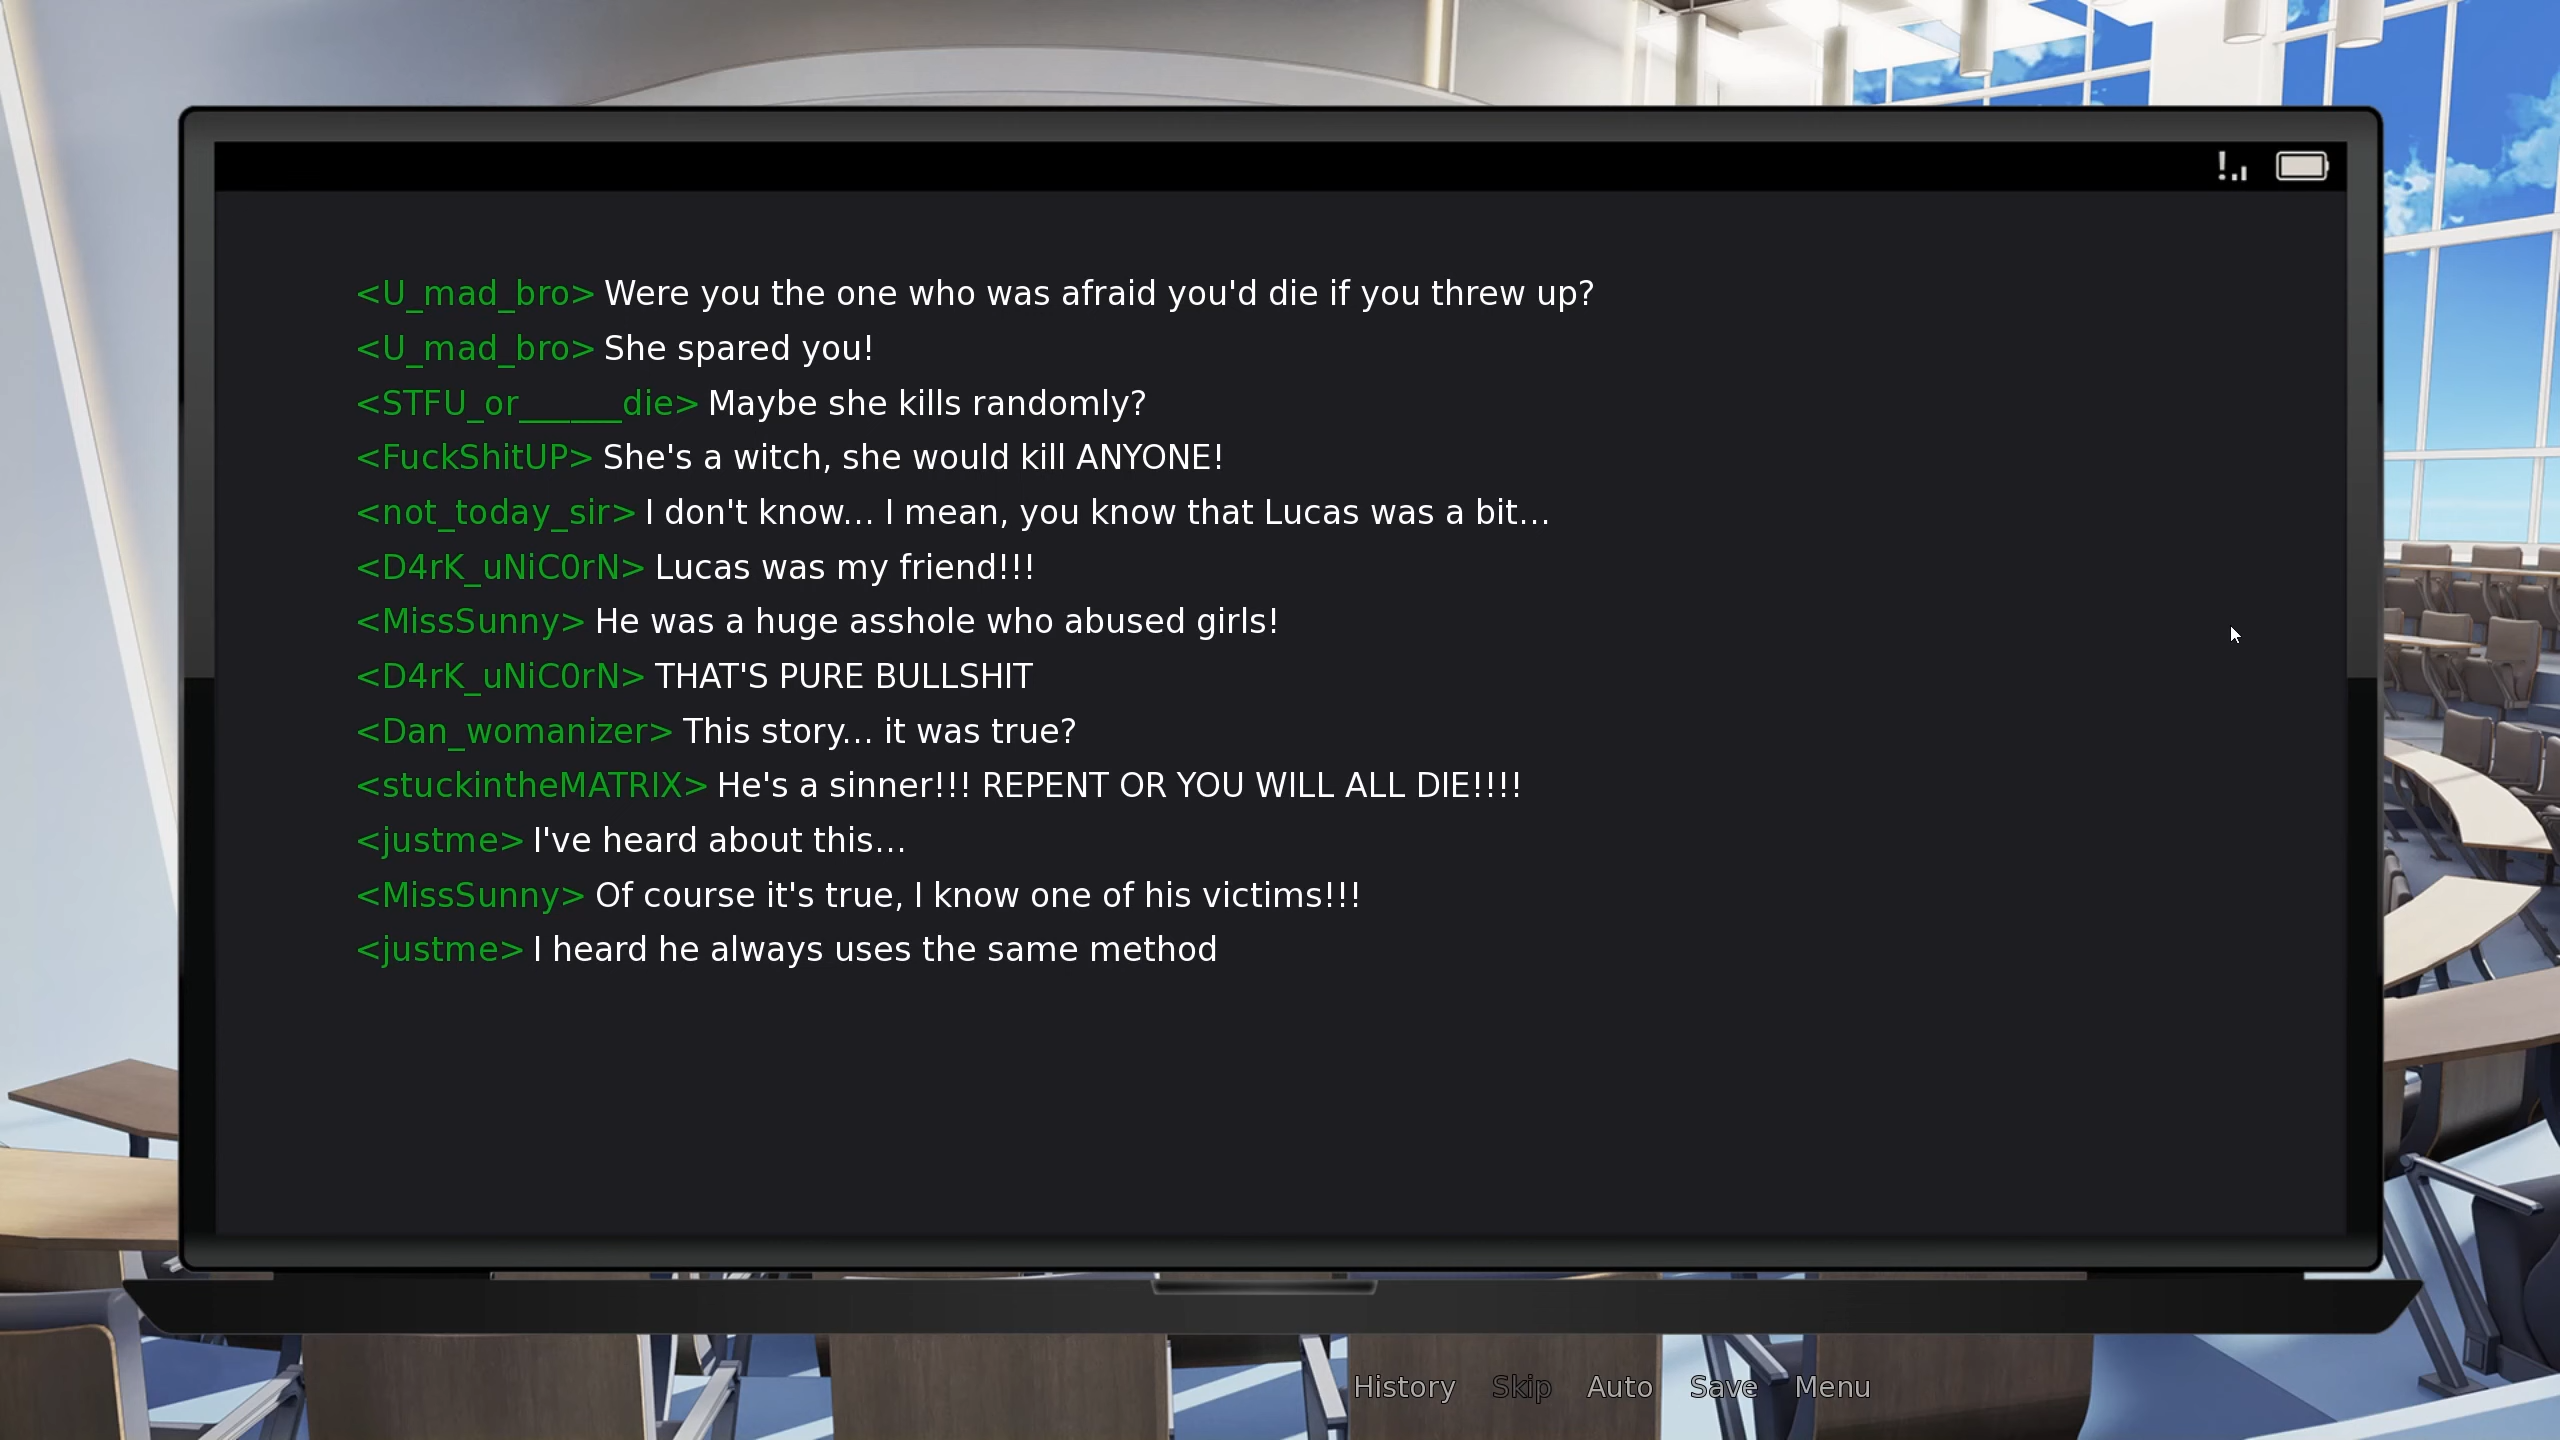 <U_mad_bro> Were you the one who was afraid you'd die if you threw up?
<U_mad_bro> She spared you!
<STFU_or______die> Maybe she kills randomly?
<FuckShitUP> She's a witch, she would kill ANYONE!
<not_today_sir> I don't know... I mean, you know that Lucas was a bit...
<D4rK_uNiC0rN> Lucas was my friend!!!
<MissSunny> He was a huge asshole who abused girls!
<D4rK_uNiC0rN> THAT'S PURE BULLSHIT
<Dan_womanizer> This story... it was true?
<stuckintheMATRIX> He's a sinner!!! REPENT OR YOU WILL ALL DIE!!!!
<justme> I've heard about this...
<MissSunny> Of course it's true, I know one of his victims!!!
<justme> I heard he always uses the same method
History Skip Auto Save Menu